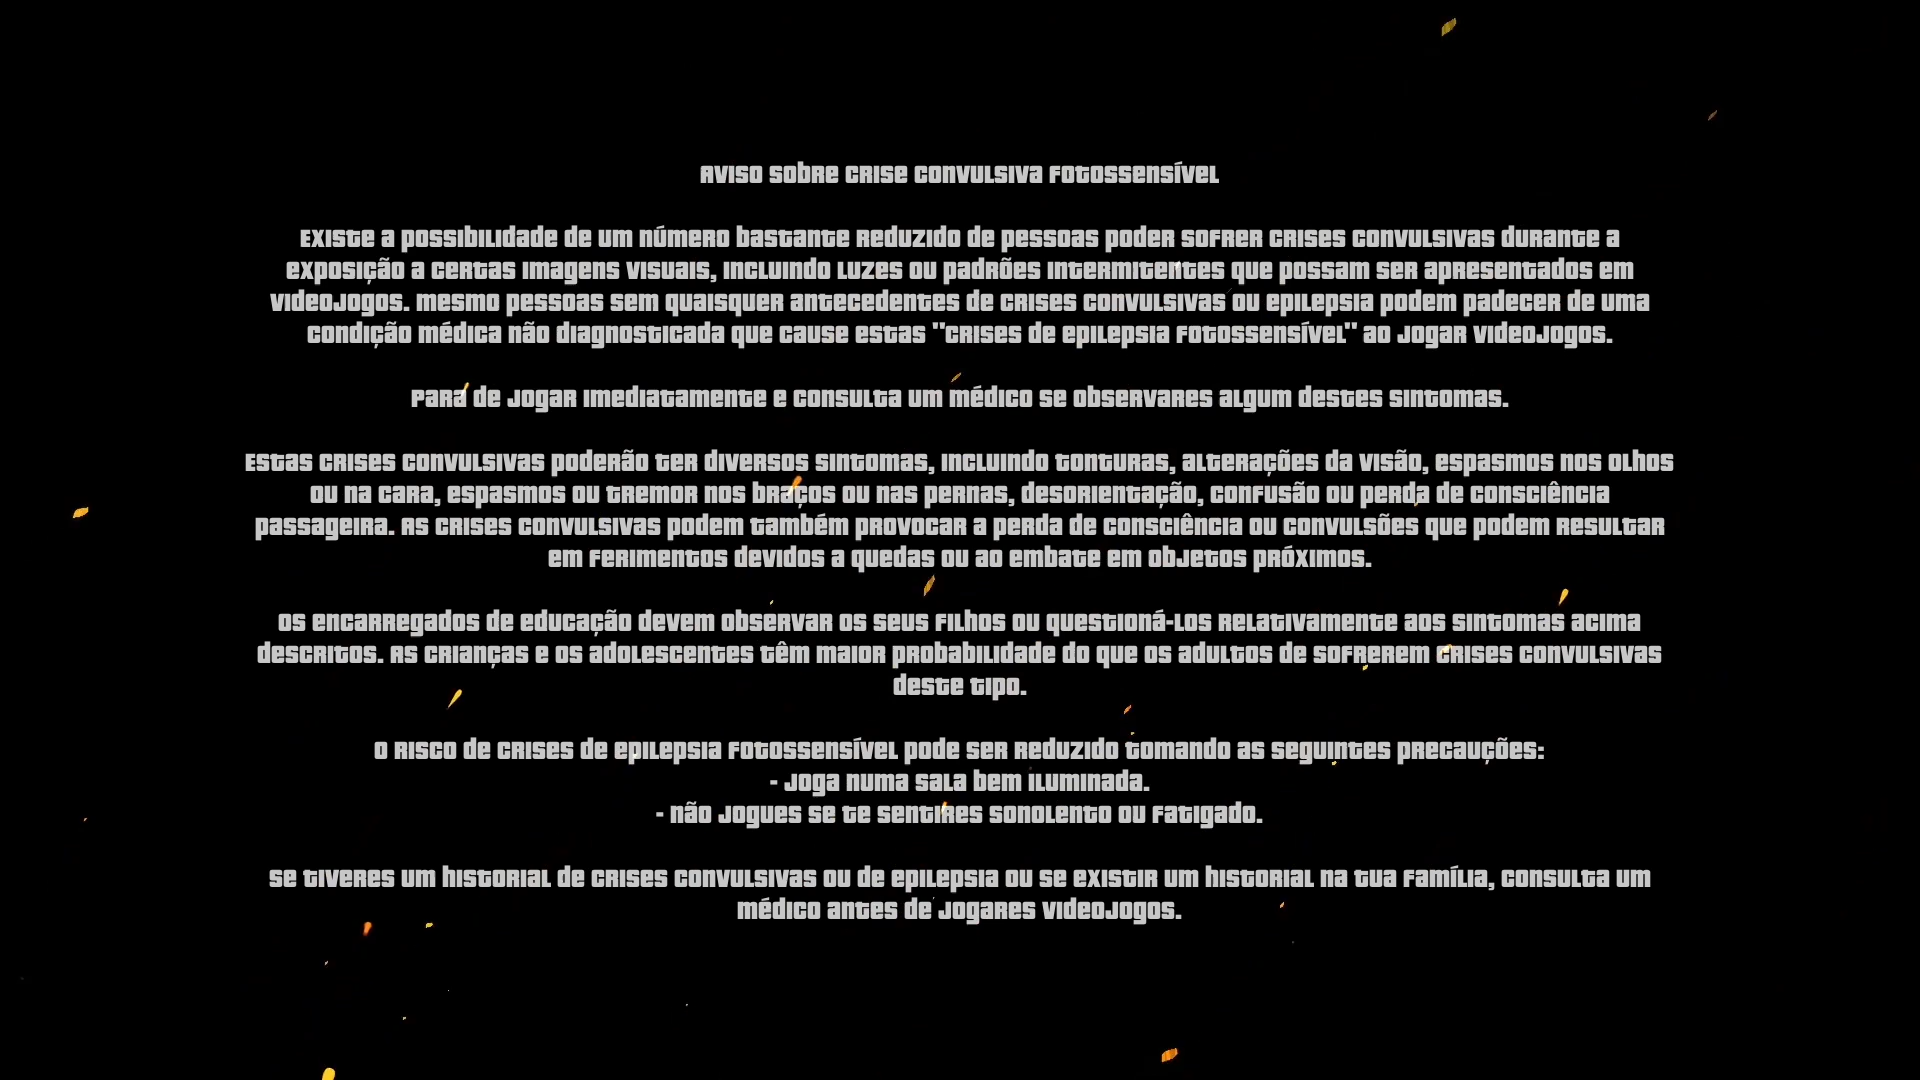 Aviso sobre crise convulsiva fotossensível
Existe a possibilidade de um número bastante reduzido de pessoas poder sofrer crises convulsivas durante a
exposição a certas imagens visuais, incluindo luzes ou padrões intermitentes que possam ser apresentados em
videojogos. Mesmo pessoas sem quaisquer antecedentes de crises convulsivas ou epilepsia podem padecer de uma
condição médica não diagnosticada que cause estas "crises de epilepsia fotossensível" ao jogar videojogos.
Para de jogar imediatamente e consulta um médico se observares algum destes sintomas.
Estas crises convulsivas poderão ter diversos sintomas, incluindo tonturas, alterações da visão, espasmos nos olhos
ou na cara, espasmos ou tremor nos braços ou nas pernas, desorientação, confusão ou perda de consciência
passageira. As crises convulsivas podem também provocar a perda de consciência ou convulsões que podem resultar
em ferimentos devidos a quedas ou ao embate em objetos próximos.
Os encarregados de educação devem observar os seus filhos ou questioná-los relativamente aos sintomas acima
descritos. As crianças e os adolescentes têm maior probabilidade do que os adultos de sofrerem crises convulsivas
deste tipo.
O risco de crises de epilepsia fotossensível pode ser reduzido tomando as seguintes precauções:
- Joga numa sala bem iluminada.
- Não jogues se te sentires sonolento ou fatigado.
Se tiveres um historial de crises convulsivas ou de epilepsia ou se existir um historial na tua família, consulta um
médico antes de jogares videojogos.